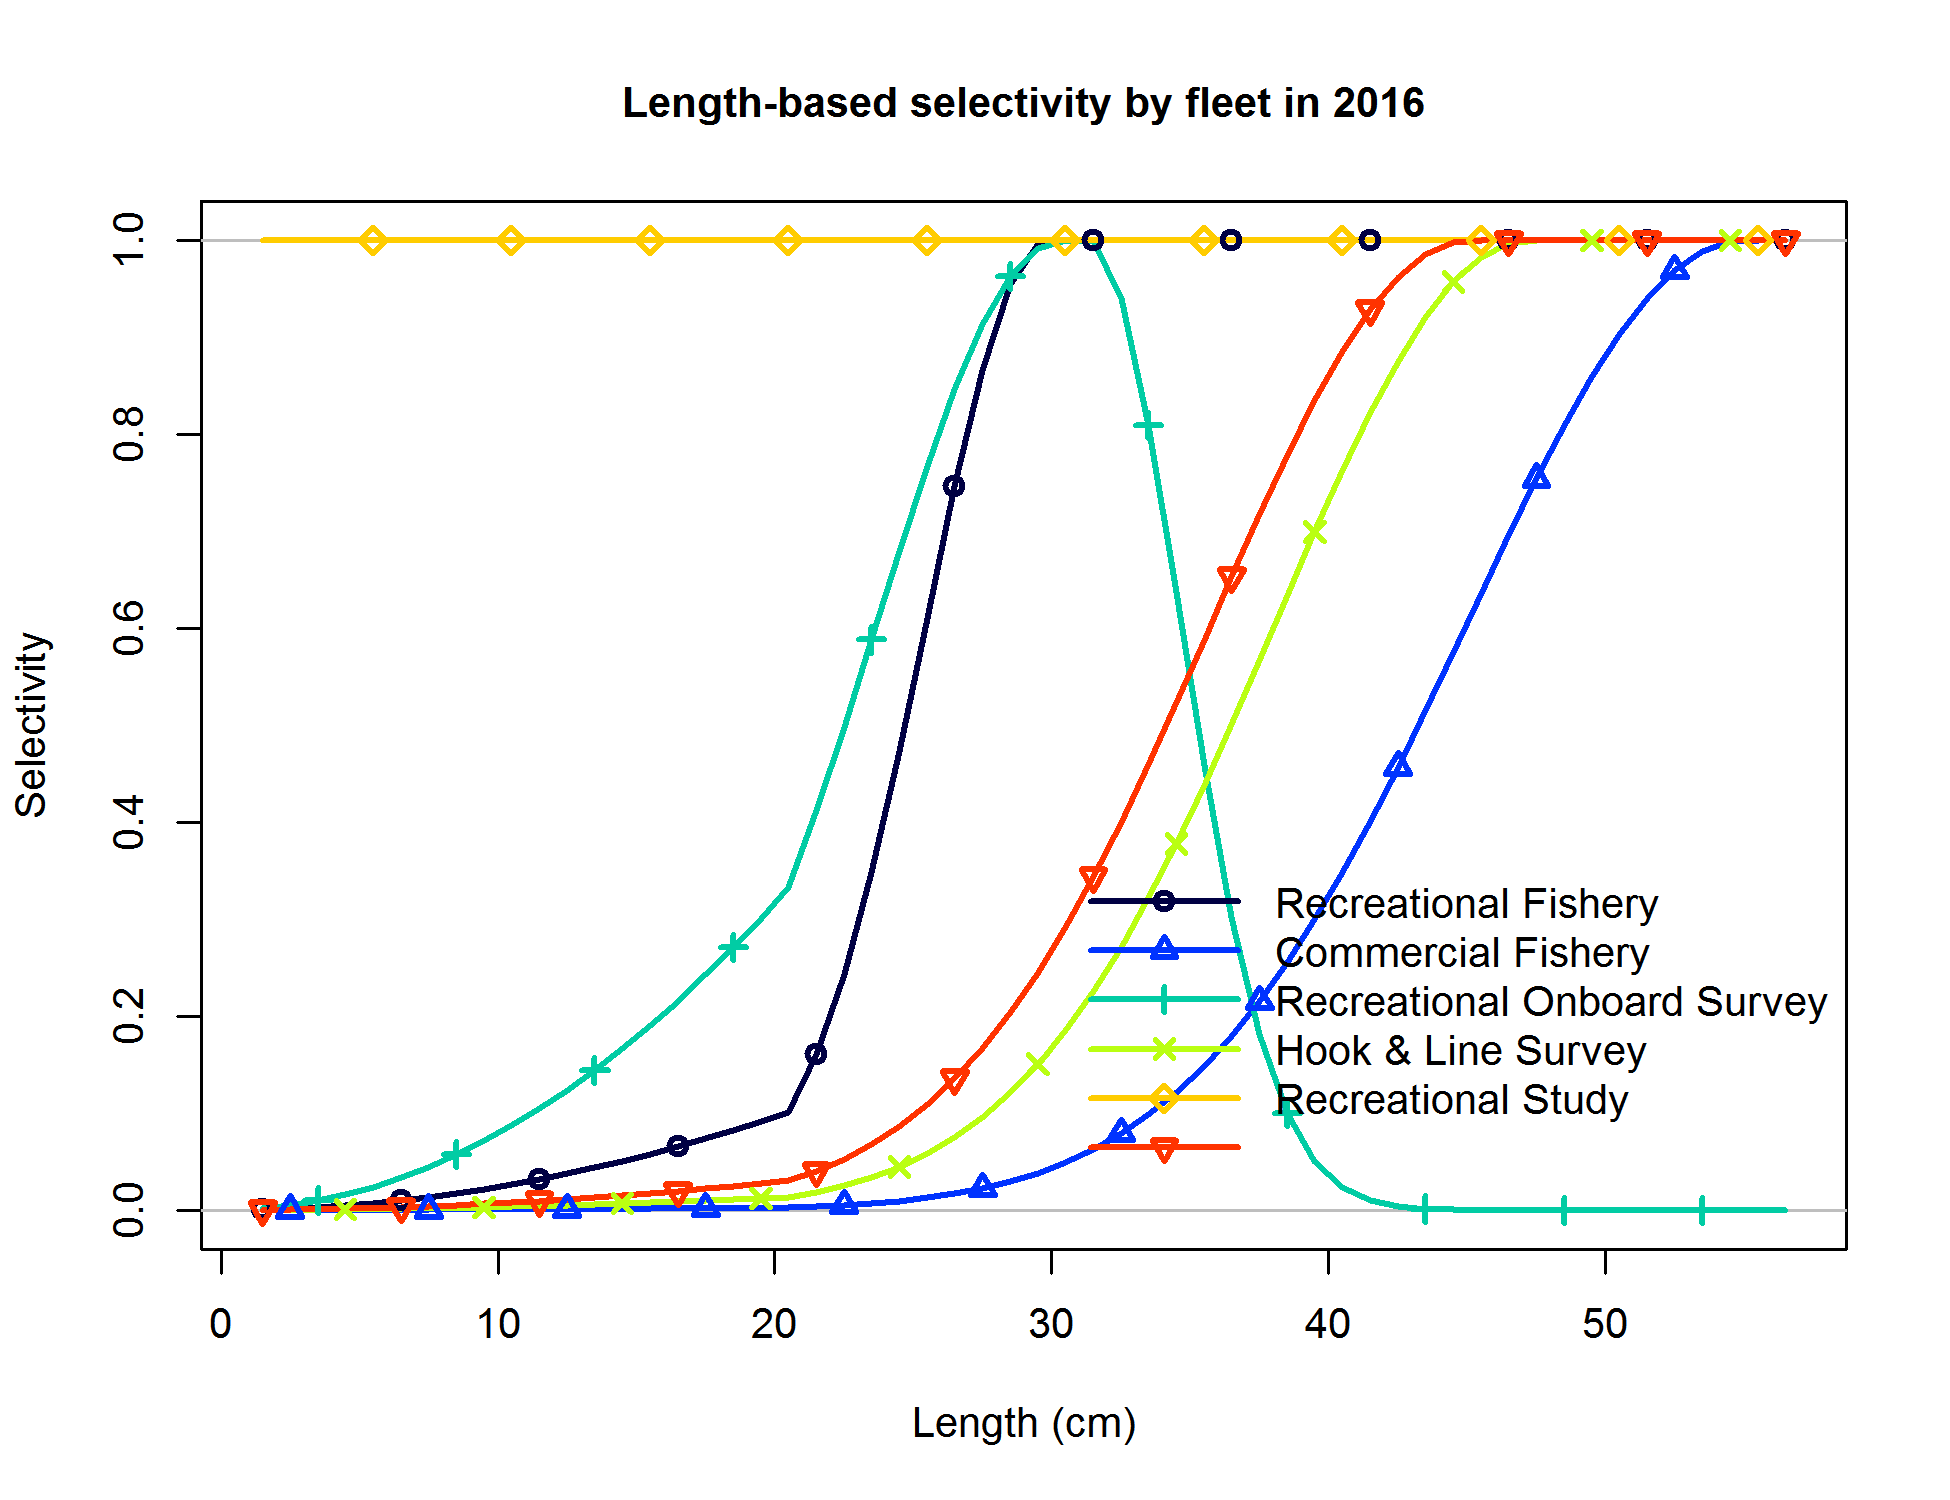 Length-based selectivity by fleet in 2016
Selectivity
1.0
0.8
0.6
0.4
0.2
0.0
Recreational Fishery
Commercial Fishery
Recreational Onboard Survey
Hook & Line Survey
Recreational Study
0 10 20 30 40 50
Length (cm)